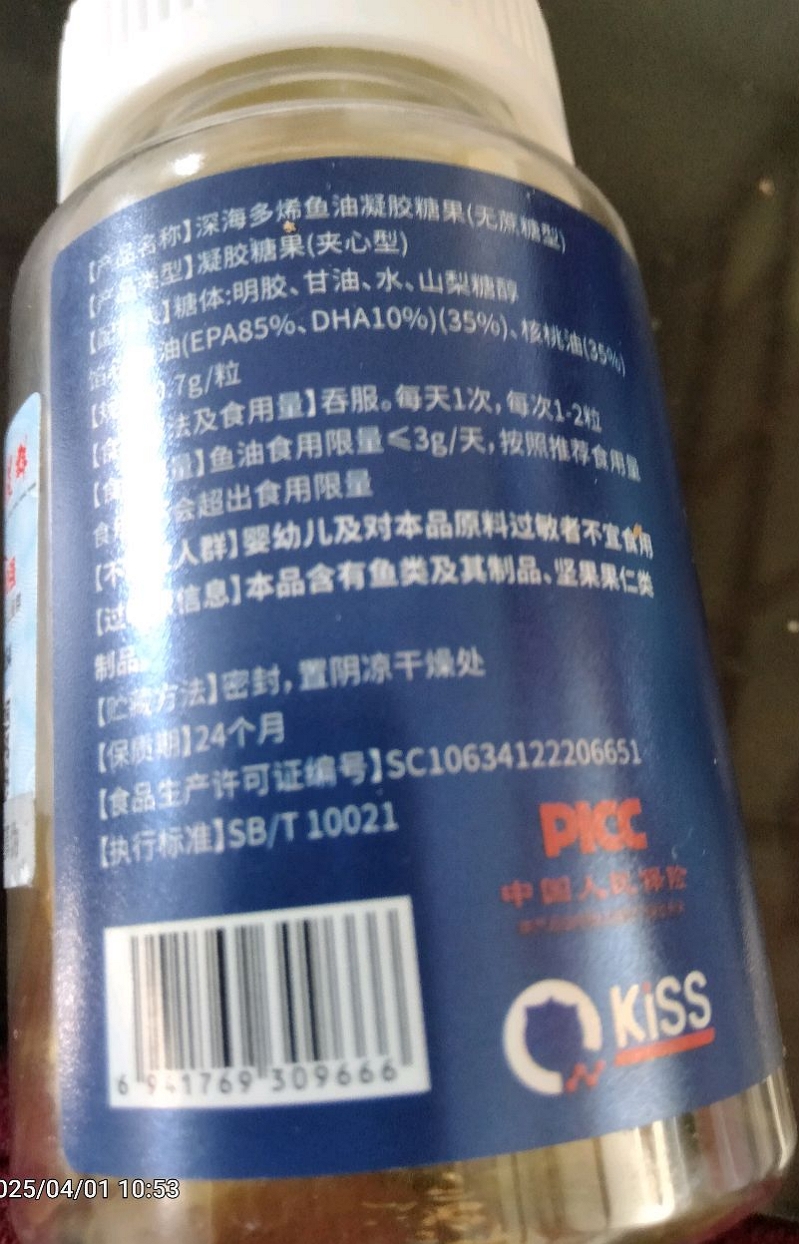 【产品名称】深海多烯鱼油凝胶糖果(无蔗糖型)
【产品类型】凝胶糖果(夹心型)
】糖体:明胶、甘油、水、山梨糖醇
油(EPA85%、DHA10%)(35%)、核桃油(35%)
7g/粒
法及食用量】吞服。每天1次,每次1-2粒
量】鱼油食用限量≤3g/天,按照推荐食用量
会超出食用限量
人群】婴幼儿及对本品原料过敏者不宜食用
信息】本品含有鱼类及其制品、坚果果仁类
制品
【贮藏方法】密封,置阴凉干燥处
【保质期】24个月
【食品生产许可证编号】SC10634122206651
【执行标准】SB/T 10021
PICC
中国人民保险
KiSS
6 941769 309666
025/04/01 10:53